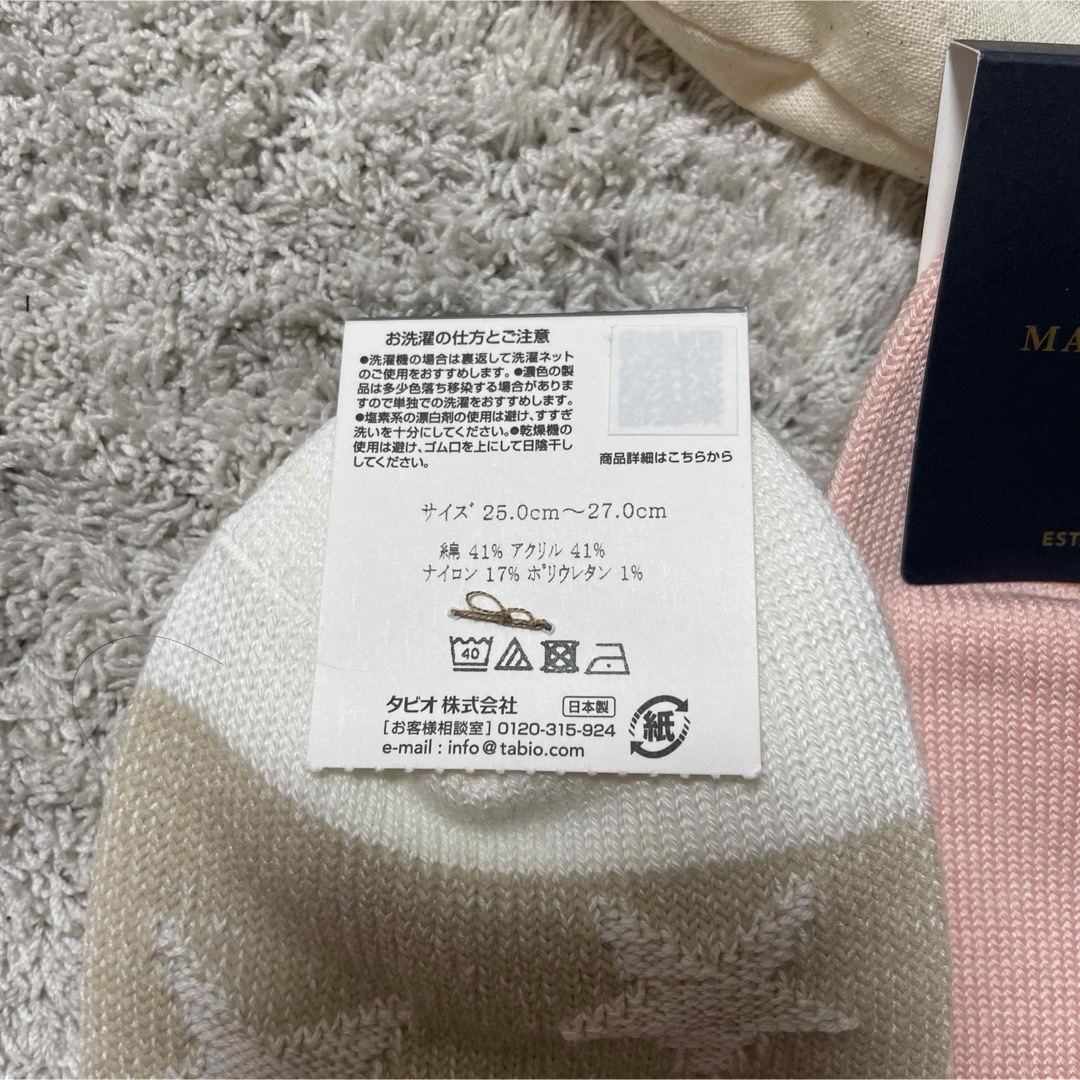 お洗濯の仕方とご注意
●洗濯機の場合は裏返して洗濯ネット
のご使用をおすすめします。●濃色の製
品は多少色落ち移染する場合がありま
すので単独での洗濯をおすすめします。
●塩素系の漂白剤の使用は避け、すすぎ
洗いを十分にしてください。●乾燥機の
使用は避け、ゴム口を上にして日陰干し
してください。
商品詳細はこちらから
サイズ 25.0cm～27.0cm
綿 41% アクリル 41%
ナイロン 17% ポリウレタン 1%
40
タビオ株式会社 日本製
[お客様相談室] 0120-315-924
e-mail : info@tabio.com
紙
MA
EST